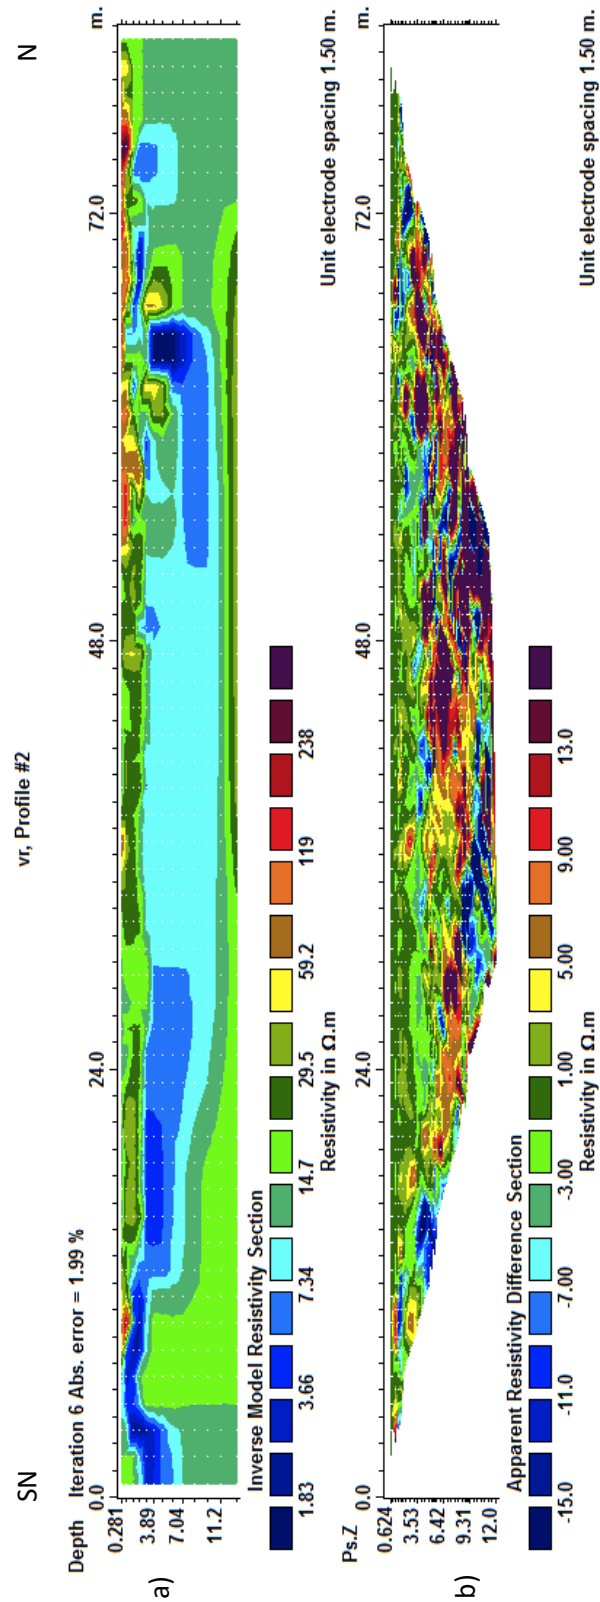 SN N
vr, Profile #2
Depth Iteration 6 Abs. error = 1.99 %
0.0 24.0 48.0 72.0 m.
0.281
3.89
7.04
11.2
a)
Inverse Model Resistivity Section
1.83 3.66 7.34 14.7 29.5 59.2 119 238
Resistivity in Ω.m
Unit electrode spacing 1.50 m.
Ps.Z
0.0 24.0 48.0 72.0 m.
0.624
3.53
6.42
9.31
12.0
b)
Apparent Resistivity Difference Section
-15.0 -11.0 -7.00 -3.00 1.00 5.00 9.00 13.0
Resistivity in Ω.m
Unit electrode spacing 1.50 m.